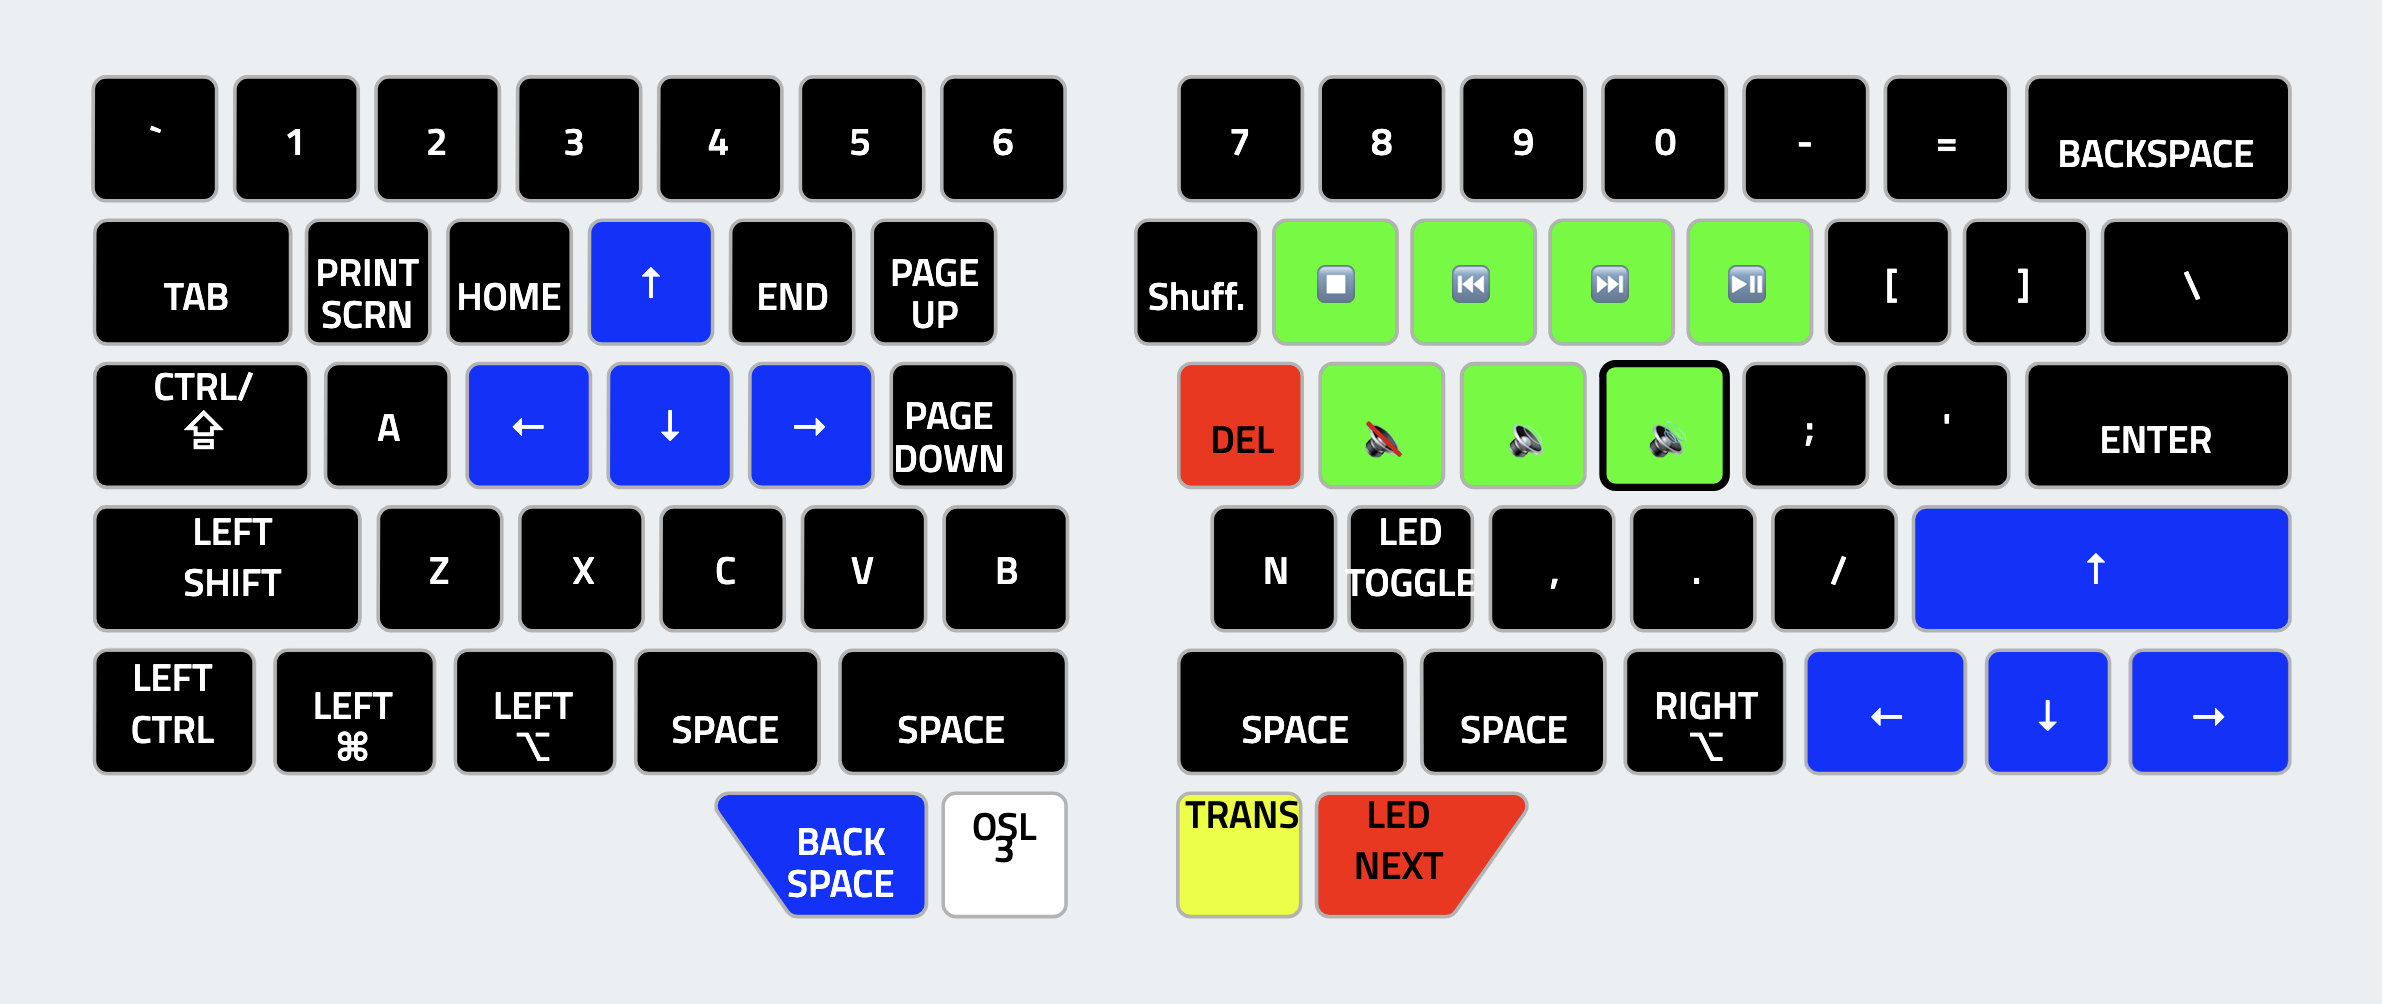 ` 1 2 3 4 5 6 7 8 9 0 - = BACKSPACE
TAB PRINT SCRN HOME ↑ END PAGE UP Shuff. ⏹ ⏮ ⏭ ⏯ [ ] \
CTRL/ ⇪ A ← ↓ → PAGE DOWN DEL 🔇 🔉 🔊 ; ' ENTER
LEFT SHIFT Z X C V B N LED TOGGLE , . / ↑
LEFT CTRL LEFT ⌘ LEFT ⌥ SPACE SPACE SPACE SPACE RIGHT ⌥ ← ↓ →
BACK SPACE OSL 3 TRANS LED NEXT